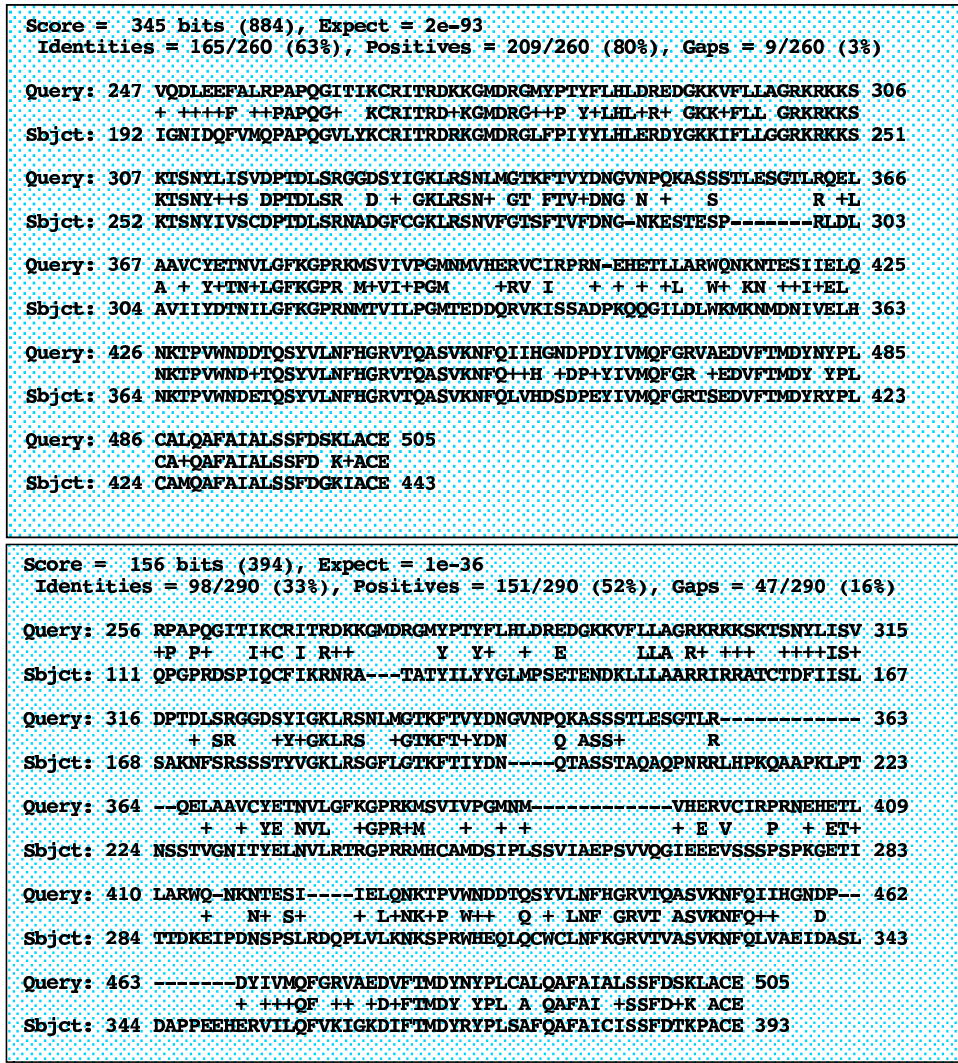 Score =  345 bits (884), Expect = 2e-93
Identities = 165/260 (63%), Positives = 209/260 (80%), Gaps = 9/260 (3%)
Query: 247 VQDLEEFALRPAPQGITIKCRITRDKKGMDRGMYPTYFLHLDREDGKKVFLLAGRKRKKS 306
           + ++++F ++PAPQG+  KCRITRD+KGMDRG++P Y+LHL+R+ GKK+FLL GRKRKKS
Sbjct: 192 IGNIDQFVMQPAPQGVLYKCRITRDRKGMDRGLFPIYYLHLERDYGKKIFLLGGRKRKKS 251
Query: 307 KTSNYLISVDPTDLSRGGDSYIGKLRSNLMGTKFTVYDNGVNPQKASSSTLESGTLRQEL 366
           KTSNY++S DPTDLSR  D + GKLRSN+ GT FTV+DNG N +   S       R +L
Sbjct: 252 KTSNYIVSCDPTDLSRNADGFCGKLRSNVFGTSFTVFDNG-NKESTESP-------RLDL 303
Query: 367 AAVCYETNVLGFKGPRKMSVIVPGMNMVHERVCIRPRN-EHETLLARWQNKNTESIIELQ 425
           A + Y+TN+LGFKGPR M+VI+PGM    +RV I   + + + +L  W+ KN ++I+EL
Sbjct: 304 AVIIYDTNILGFKGPRNMTVILPGMTEDDQRVKISSADPKQQGILDLWKMKNMDNIVELH 363
Query: 426 NKTPVWNDDTQSYVLNFHGRVTQASVKNFQIIHGNDPDYIVMQFGRVAEDVFTMDYNYPL 485
           NKTPVWND+TQSYVLNFHGRVTQASVKNFQ++H +DP+YIVMQFGR +EDVFTMDY YPL
Sbjct: 364 NKTPVWNDETQSYVLNFHGRVTQASVKNFQLVHDSDPEYIVMQFGRTSEDVFTMDYRYPL 423
Query: 486 CALQAFAIALSSFDSKLACE 505
           CA+QAFAIALSSFD K+ACE
Sbjct: 424 CAMQAFAIALSSFDGKIACE 443
Score =  156 bits (394), Expect = 1e-36
Identities = 98/290 (33%), Positives = 151/290 (52%), Gaps = 47/290 (16%)
Query: 256 RPAPQGITIKCRITRDKKGMDRGMYPTYFLHLDREDGKKVFLLAGRKRKKSKTSNYLISV 315
           +P P+   I+C I R++       Y  Y+  +  E     LLA R+ +++  ++++IS+
Sbjct: 111 QPGPRDSPIQCFIKRNRA---TATYILYYGLMPSETENDKLLLAARRIRRATCTDFIISL 167
Query: 316 DPTDLSRGGDSYIGKLRSNLMGTKFTVYDNGVNPQKASSSTLESGTLR------------ 363
              + SR   +Y+GKLRS  +GTKFT+YDN    Q ASS+       R
Sbjct: 168 SAKNFSRSSSTYVGKLRSGFLGTKFTIYDN----QTASSTAQAQPNRRLHPKQAAPKLPT 223
Query: 364 --QELAAVCYETNVLGFKGPRKMSVIVPGMNM------------VHERVCIRPRNEHETL 409
               +  + YE NVL  +GPR+M   +  + +            + E V   P  + ET+
Sbjct: 224 NSSTVGNITYELNVLRTRGPRRMHCAMDSIPLSSVIAEPSVVQGIEEEVSSSPSPKGETI 283
Query: 410 LARWQ-NKNTESI----IELQNKTPVWNDDTQSYVLNFHGRVTQASVKNFQIIHGNDP-- 462
               +   N+ S+    + L+NK+P W++  Q + LNF GRVT ASVKNFQ++   D
Sbjct: 284 TTDKEIPDNSPSLRDQPLVLKNKSPRWHEQLQCWCLNFKGRVTVASVKNFQLVAEIDASL 343
Query: 463 -------DYIVMQFGRVAEDVFTMDYNYPLCALQAFAIALSSFDSKLACE 505
                  + +++QF ++ +D+FTMDY YPL A QAFAI +SSFD+K ACE
Sbjct: 344 DAPPEEHERVILQFVKIGKDIFTMDYRYPLSAFQAFAICISSFDTKPACE 393